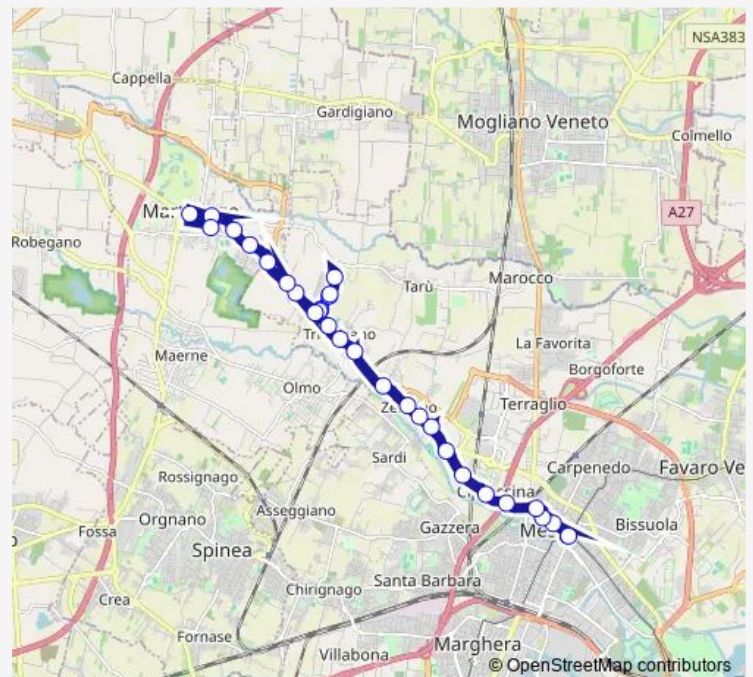 NSA383
Cappella
Gardigiano
Mogliano Veneto
Colmello
A27
Robegano
Tarù
Marocco
La Favorita
Maerne
Borgoforte
Olmo
Terraglio
Sardi
Carpenedo
Favaro Ve
Rossignago
Asseggiano
Orgnano
Gazzera
Bissuola
Fossa
Spinea
Chirignago
Santa Barbara
Crea
Fornase
Villabona
Marghera
© OpenStreetMap contributors